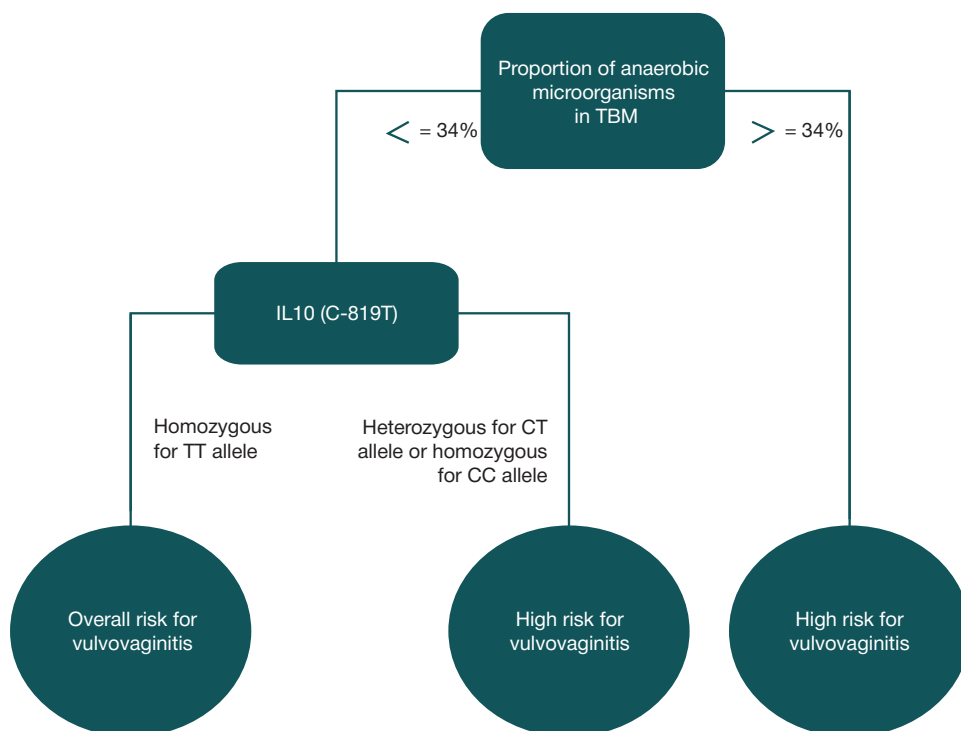 Proportion of anaerobic
microorganisms
in TBM
< = 34%
> = 34%
IL10 (C-819T)
Homozygous
for TT allele
Heterozygous for CT
allele or homozygous
for CC allele
Overall risk for
vulvovaginitis
High risk for
vulvovaginitis
High risk for
vulvovaginitis